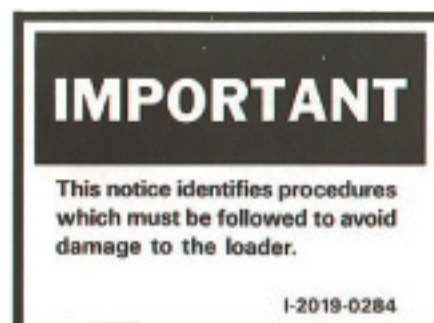 IMPORTANT
This notice identifies procedures
which must be followed to avoid
damage to the loader.
I-2019-0284